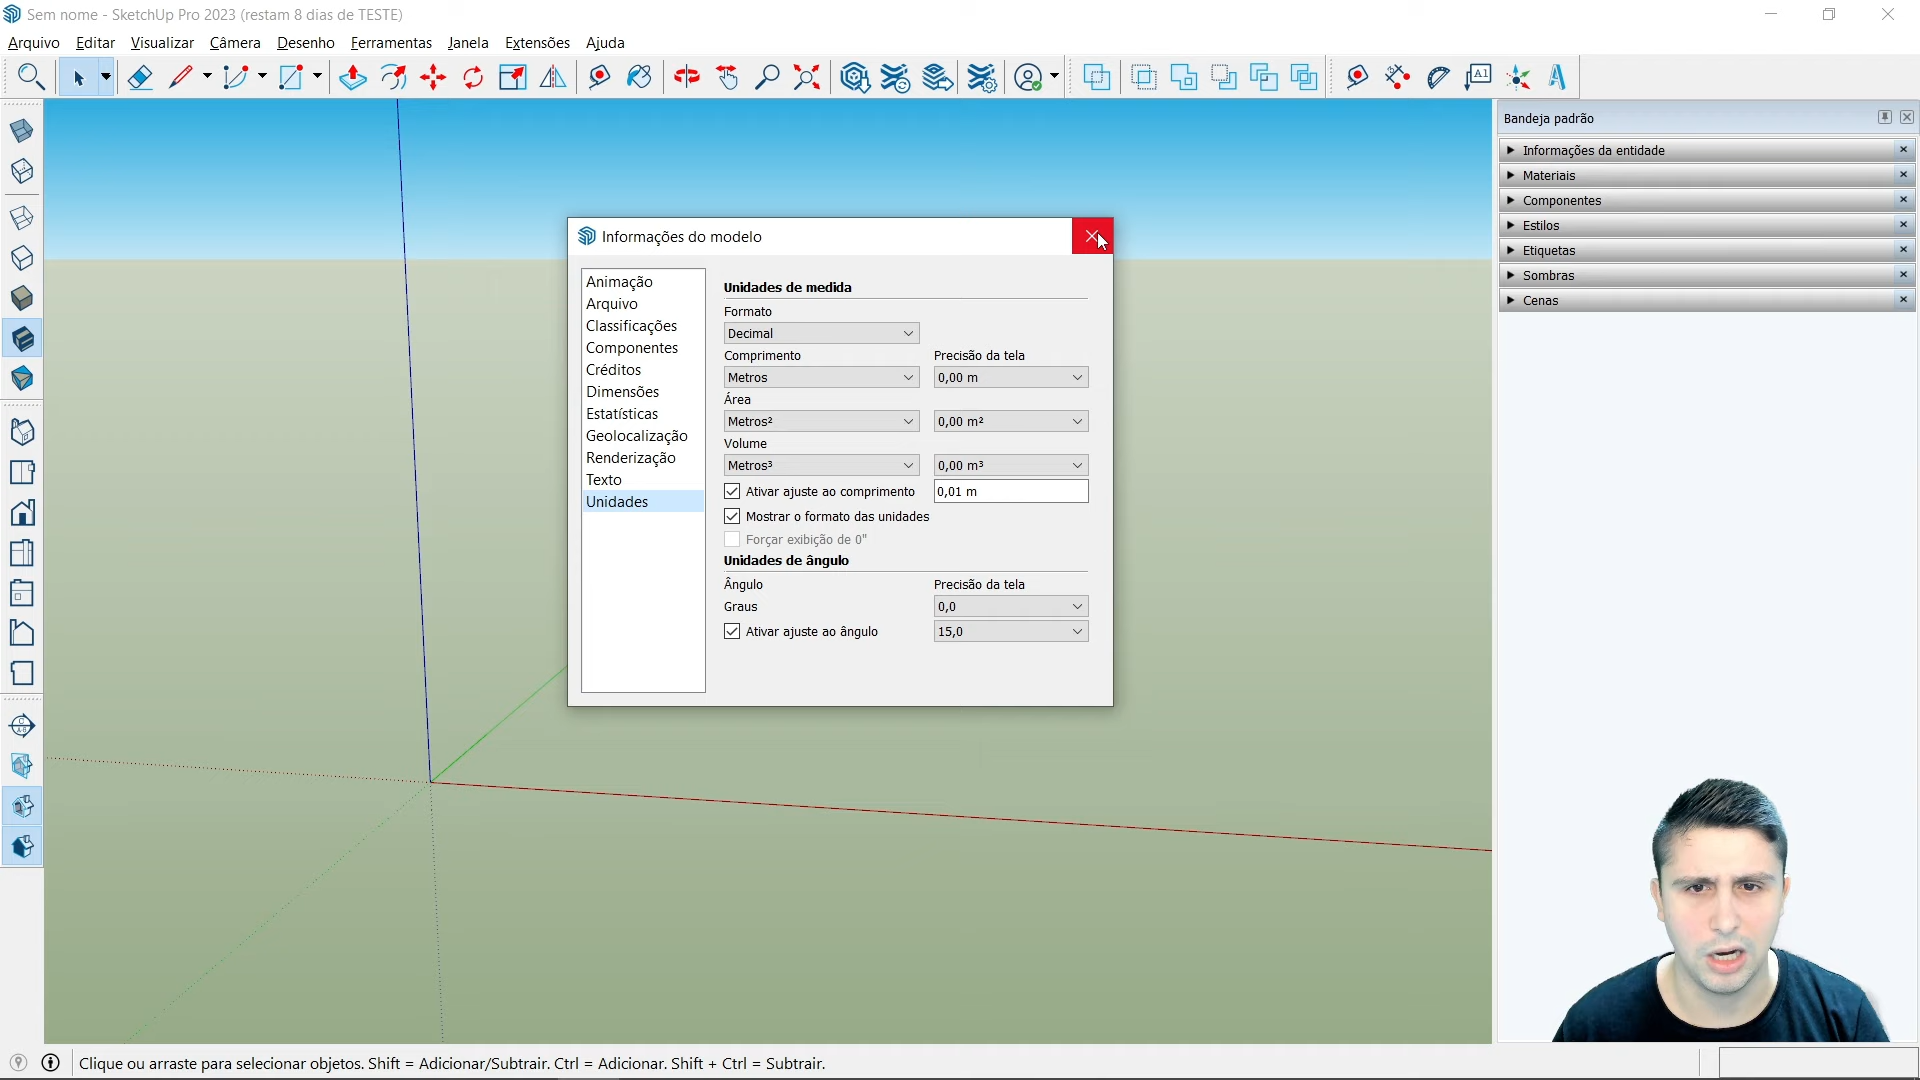 Sem nome - SketchUp Pro 2023 (restam 8 dias de TESTE)
Arquivo Editar Visualizar Câmera Desenho Ferramentas Janela Extensões Ajuda
A1
Bandeja padrão
Informações da entidade
Materiais
Componentes
Estilos
Etiquetas
Sombras
Cenas
Informações do modelo
Animação
Arquivo
Classificações
Componentes
Créditos
Dimensões
Estatísticas
Geolocalização
Renderização
Texto
Unidades
Unidades de medida
Formato
Decimal
Comprimento Precisão da tela
Metros 0,00 m
Área
Metros² 0,00 m²
Volume
Metros³ 0,00 m³
Ativar ajuste ao comprimento 0,01 m
Mostrar o formato das unidades
Forçar exibição de 0"
Unidades de ângulo
Ângulo Precisão da tela
Graus 0,0
Ativar ajuste ao ângulo 15,0
Clique ou arraste para selecionar objetos. Shift = Adicionar/Subtrair. Ctrl = Adicionar. Shift + Ctrl = Subtrair.